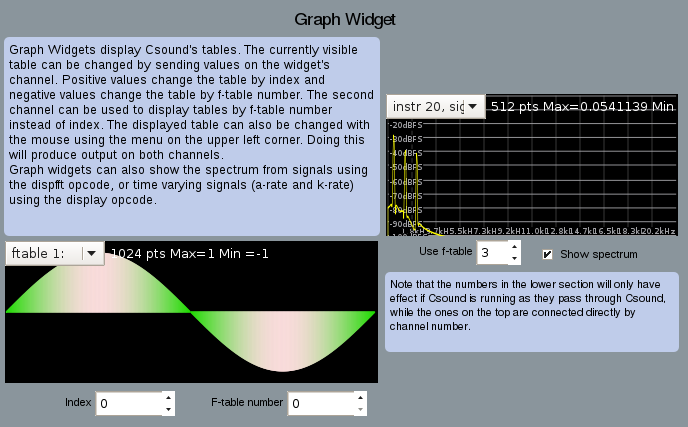 Graph Widget
Graph Widgets display Csound's tables. The currently visible
table can be changed by sending values on the widget's
channel. Positive values change the table by index and
negative values change the table by f-table number. The second
channel can be used to display tables by f-table number
instead of index. The displayed table can also be changed with
the mouse using the menu on the upper left corner. Doing this
will produce output on both channels.
Graph widgets can also show the spectrum from signals using
the dispfft opcode, or time varying signals (a-rate and k-rate)
using the display opcode.
instr 20, sig 512 pts Max=0.0541139 Min
-20dBFS
-30dBFS
-40dBFS
-50dBFS
-60dBFS
-70dBFS
-80dBFS
-90dBFS
3.7kHz 5.5kHz 7.3kHz 9.2kHz 11.0kHz 12.8kHz 14.7kHz 16.5kHz 18.3kHz 20.2kHz
Use f-table 3 Show spectrum
ftable 1: 1024 pts Max=1 Min =-1
Note that the numbers in the lower section will only have
effect if Csound is running as they pass through Csound,
while the ones on the top are connected directly by
channel number.
Index 0 F-table number 0